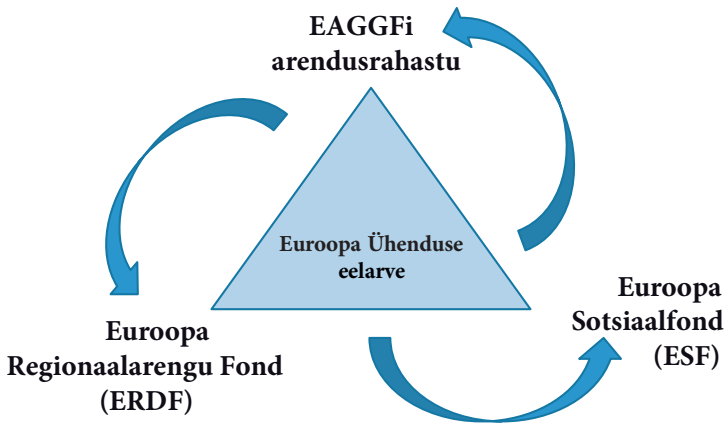 EAGGFi
arendusrahastu
Euroopa Ühenduse
eelarve
Euroopa
Sotsiaalfond
(ESF)
Euroopa
Regionaalarengu Fond
(ERDF)